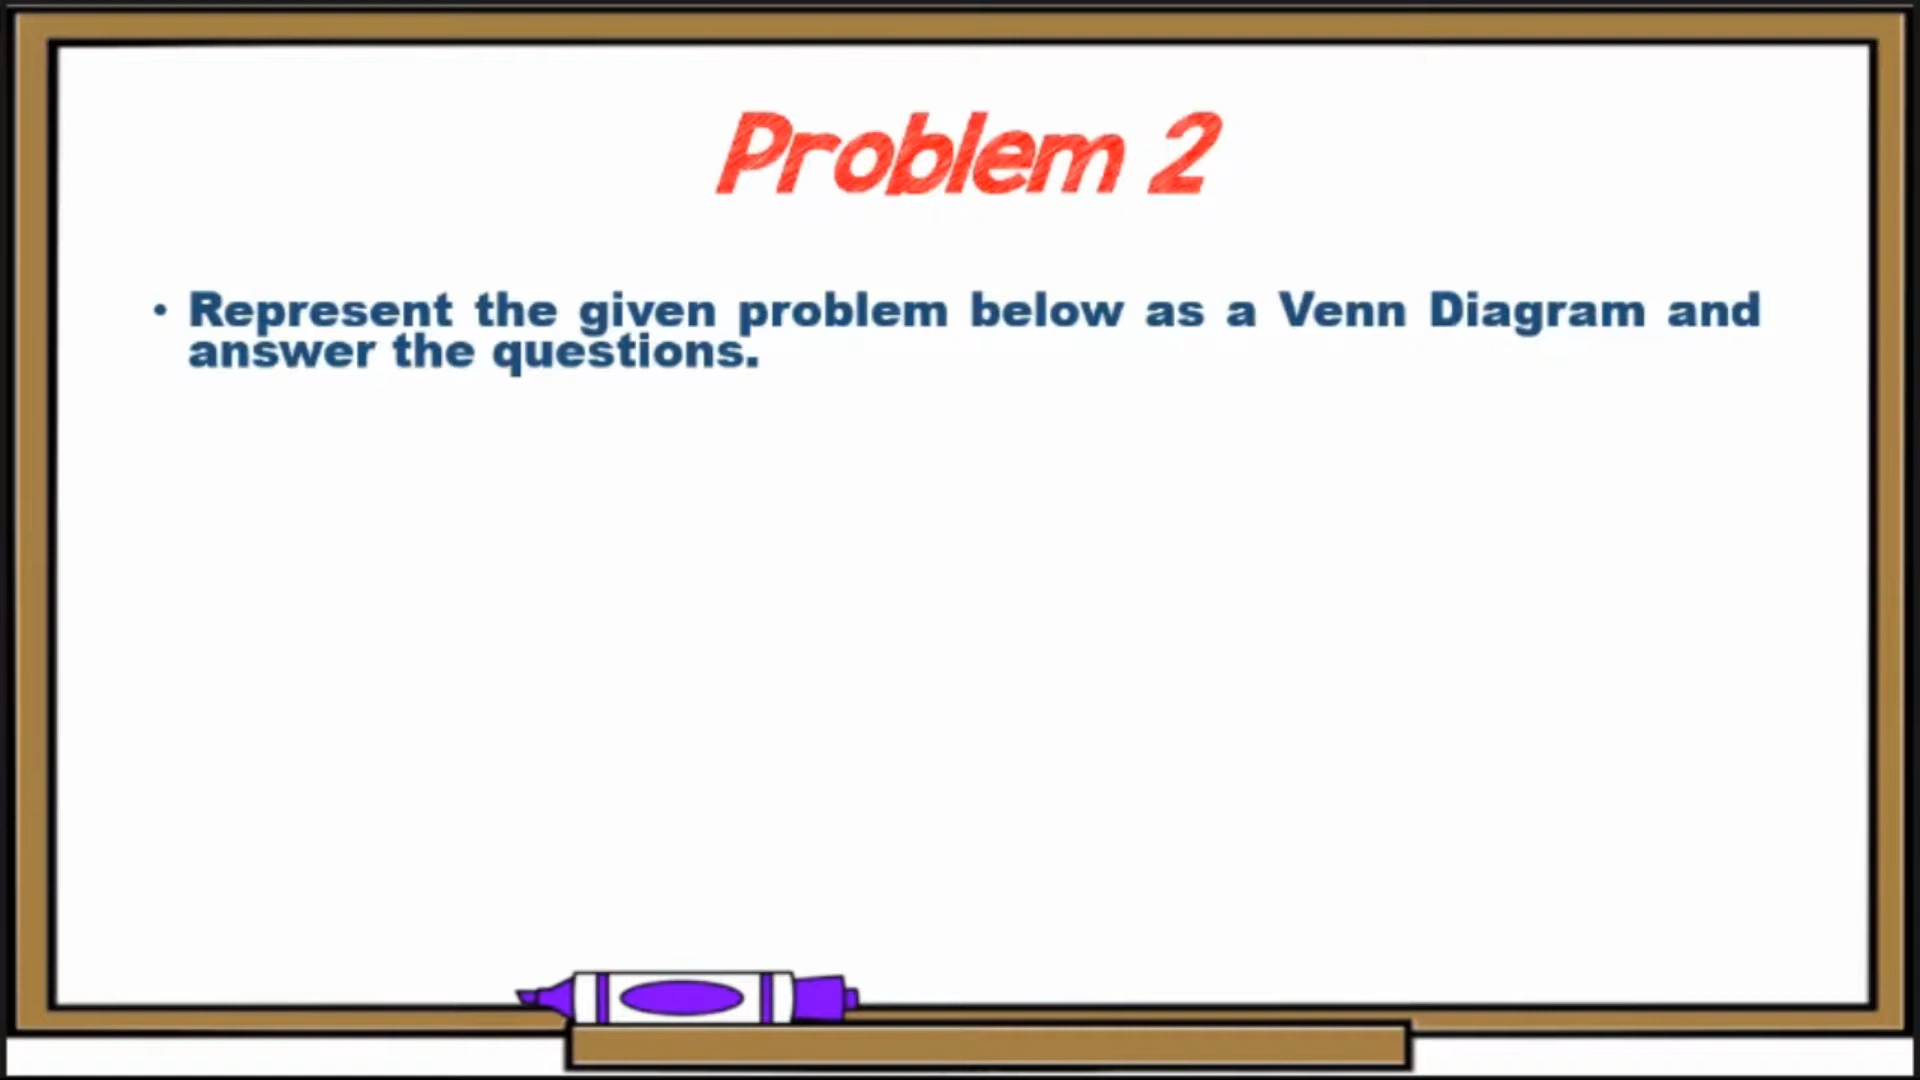 Problem 2
• Represent the given problem below as a Venn Diagram and
answer the questions.